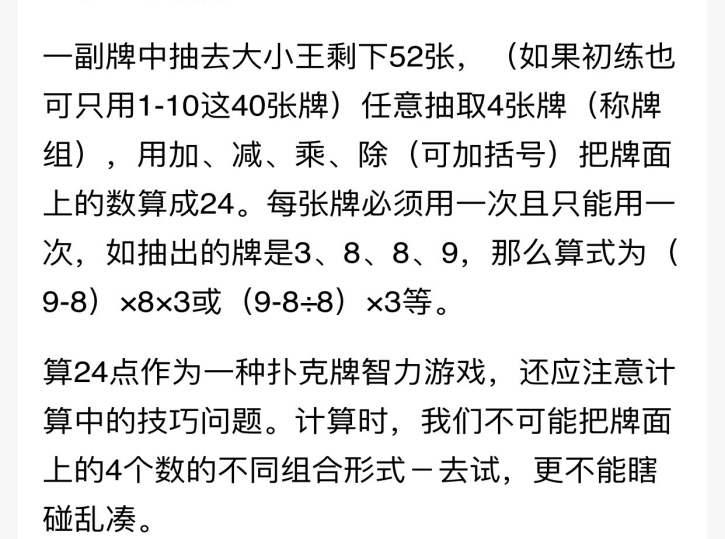 一副牌中抽去大小王剩下52张，（如果初练也
可只用1-10这40张牌）任意抽取4张牌（称牌
组），用加、减、乘、除（可加括号）把牌面
上的数算成24。每张牌必须用一次且只能用一
次，如抽出的牌是3、8、8、9，那么算式为（
9-8）×8×3或（9-8÷8）×3等。
算24点作为一种扑克牌智力游戏，还应注意计
算中的技巧问题。计算时，我们不可能把牌面
上的4个数的不同组合形式－去试，更不能瞎
碰乱凑。